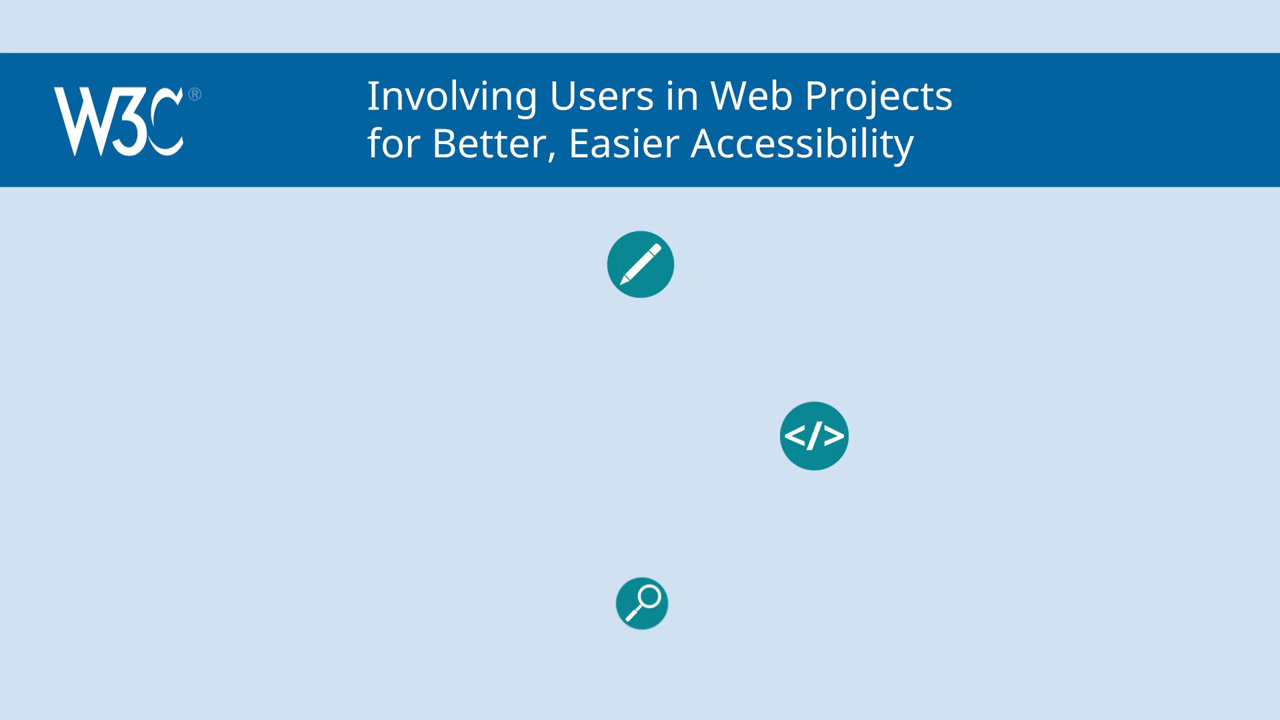 W3C®
Involving Users in Web Projects
for Better, Easier Accessibility
</>